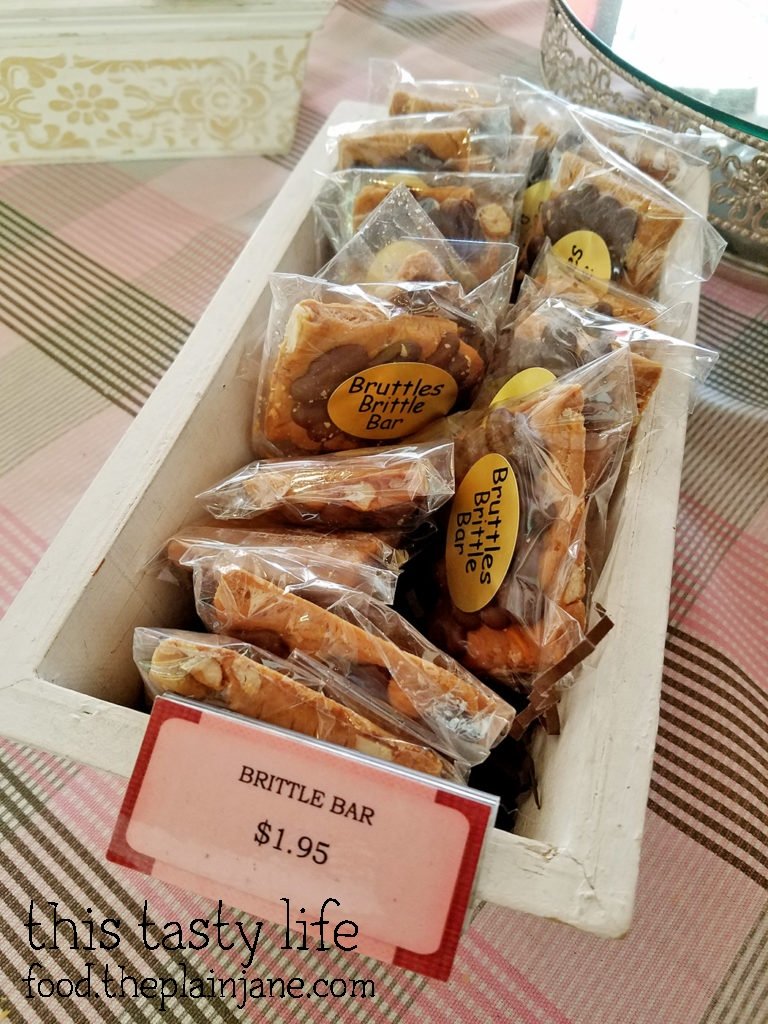 Bruttles
Brittle
Bar
Bruttles
Brittle
Bar
BRITTLE BAR
$1.95
this tasty life
food.theplainjane.com